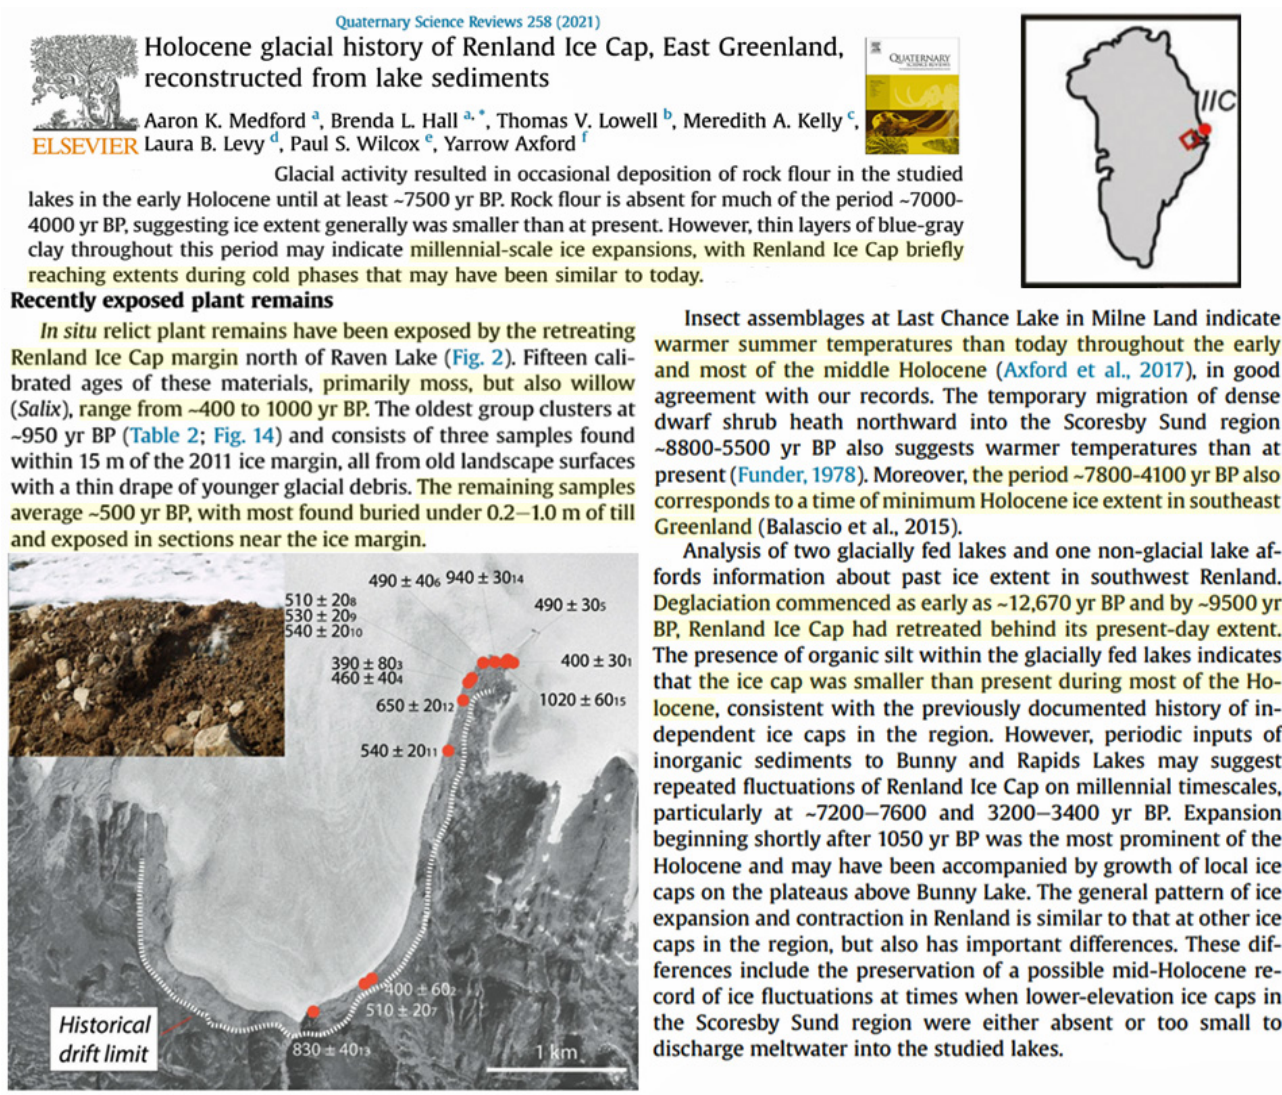 Quaternary Science Reviews 258 (2021)
Holocene glacial history of Renland Ice Cap, East Greenland,
reconstructed from lake sediments
Aaron K. Medford a, Brenda L. Hall a, *, Thomas V. Lowell b, Meredith A. Kelly c,
Laura B. Levy d, Paul S. Wilcox e, Yarrow Axford f
ELSEVIER
QUATERNARY
SCIENCE REVIEWS
IIC
Glacial activity resulted in occasional deposition of rock flour in the studied
lakes in the early Holocene until at least ~7500 yr BP. Rock flour is absent for much of the period ~7000-
4000 yr BP, suggesting ice extent generally was smaller than at present. However, thin layers of blue-gray
clay throughout this period may indicate millennial-scale ice expansions, with Renland Ice Cap briefly
reaching extents during cold phases that may have been similar to today.
Recently exposed plant remains
In situ relict plant remains have been exposed by the retreating
Renland Ice Cap margin north of Raven Lake (Fig. 2). Fifteen cali-
brated ages of these materials, primarily moss, but also willow
(Salix), range from ~400 to 1000 yr BP. The oldest group clusters at
~950 yr BP (Table 2; Fig. 14) and consists of three samples found
within 15 m of the 2011 ice margin, all from old landscape surfaces
with a thin drape of younger glacial debris. The remaining samples
average ~500 yr BP, with most found buried under 0.2–1.0 m of till
and exposed in sections near the ice margin.
490 ± 406 940 ± 3014
510 ± 208
530 ± 209
540 ± 2010
490 ± 305
390 ± 803
460 ± 404
400 ± 301
650 ± 2012
1020 ± 6015
540 ± 2011
400 ± 602
510 ± 207
830 ± 4013
Historical
drift limit
1 km
Insect assemblages at Last Chance Lake in Milne Land indicate
warmer summer temperatures than today throughout the early
and most of the middle Holocene (Axford et al., 2017), in good
agreement with our records. The temporary migration of dense
dwarf shrub heath northward into the Scoresby Sund region
~8800-5500 yr BP also suggests warmer temperatures than at
present (Funder, 1978). Moreover, the period ~7800-4100 yr BP also
corresponds to a time of minimum Holocene ice extent in southeast
Greenland (Balascio et al., 2015).
Analysis of two glacially fed lakes and one non-glacial lake af-
fords information about past ice extent in southwest Renland.
Deglaciation commenced as early as ~12,670 yr BP and by ~9500 yr
BP, Renland Ice Cap had retreated behind its present-day extent.
The presence of organic silt within the glacially fed lakes indicates
that the ice cap was smaller than present during most of the Ho-
locene, consistent with the previously documented history of in-
dependent ice caps in the region. However, periodic inputs of
inorganic sediments to Bunny and Rapids Lakes may suggest
repeated fluctuations of Renland Ice Cap on millennial timescales,
particularly at ~7200–7600 and 3200–3400 yr BP. Expansion
beginning shortly after 1050 yr BP was the most prominent of the
Holocene and may have been accompanied by growth of local ice
caps on the plateaus above Bunny Lake. The general pattern of ice
expansion and contraction in Renland is similar to that at other ice
caps in the region, but also has important differences. These dif-
ferences include the preservation of a possible mid-Holocene re-
cord of ice fluctuations at times when lower-elevation ice caps in
the Scoresby Sund region were either absent or too small to
discharge meltwater into the studied lakes.